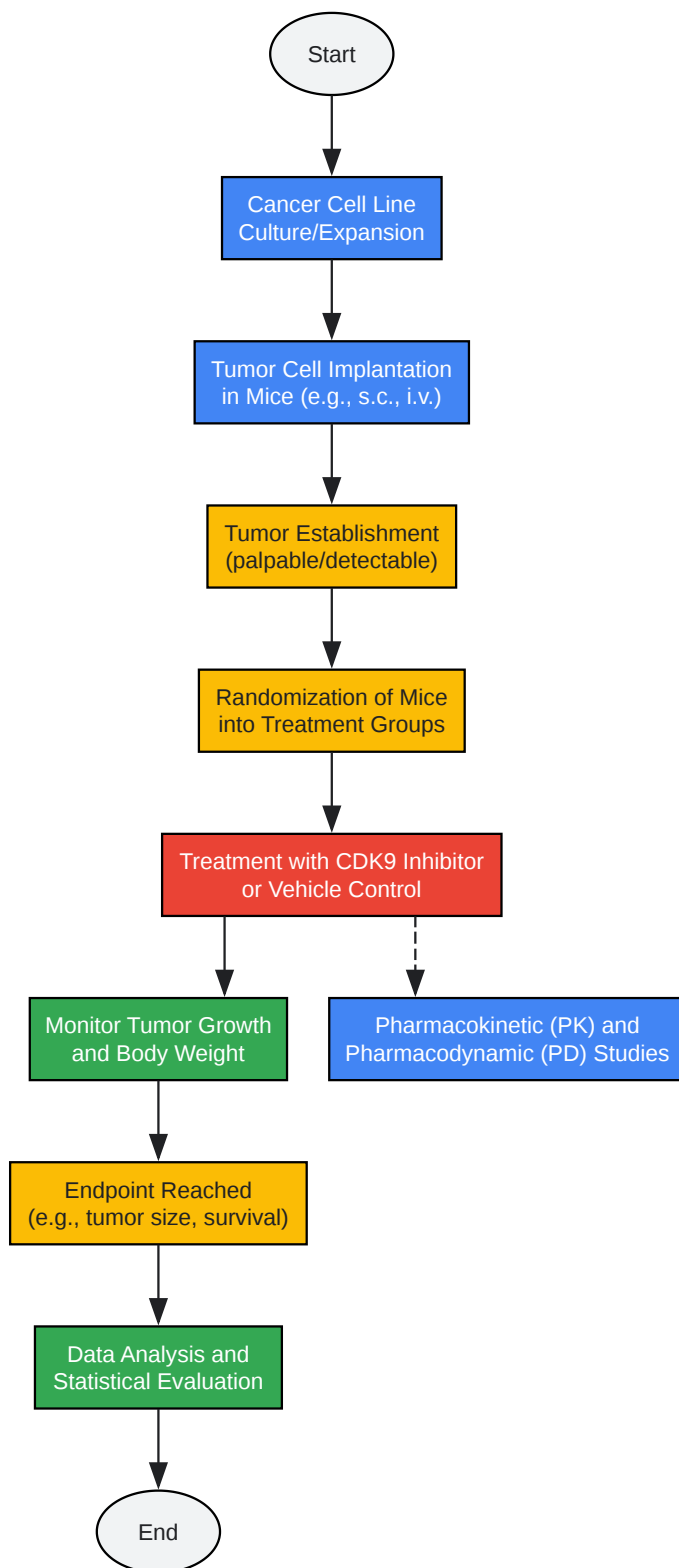 Start
Cancer Cell Line
Culture/Expansion
Tumor Cell Implantation
in Mice (e.g., s.c., i.v.)
Tumor Establishment
(palpable/detectable)
Randomization of Mice
into Treatment Groups
Treatment with CDK9 Inhibitor
or Vehicle Control
Monitor Tumor Growth
and Body Weight
Pharmacokinetic (PK) and
Pharmacodynamic (PD) Studies
Endpoint Reached
(e.g., tumor size, survival)
Data Analysis and
Statistical Evaluation
End